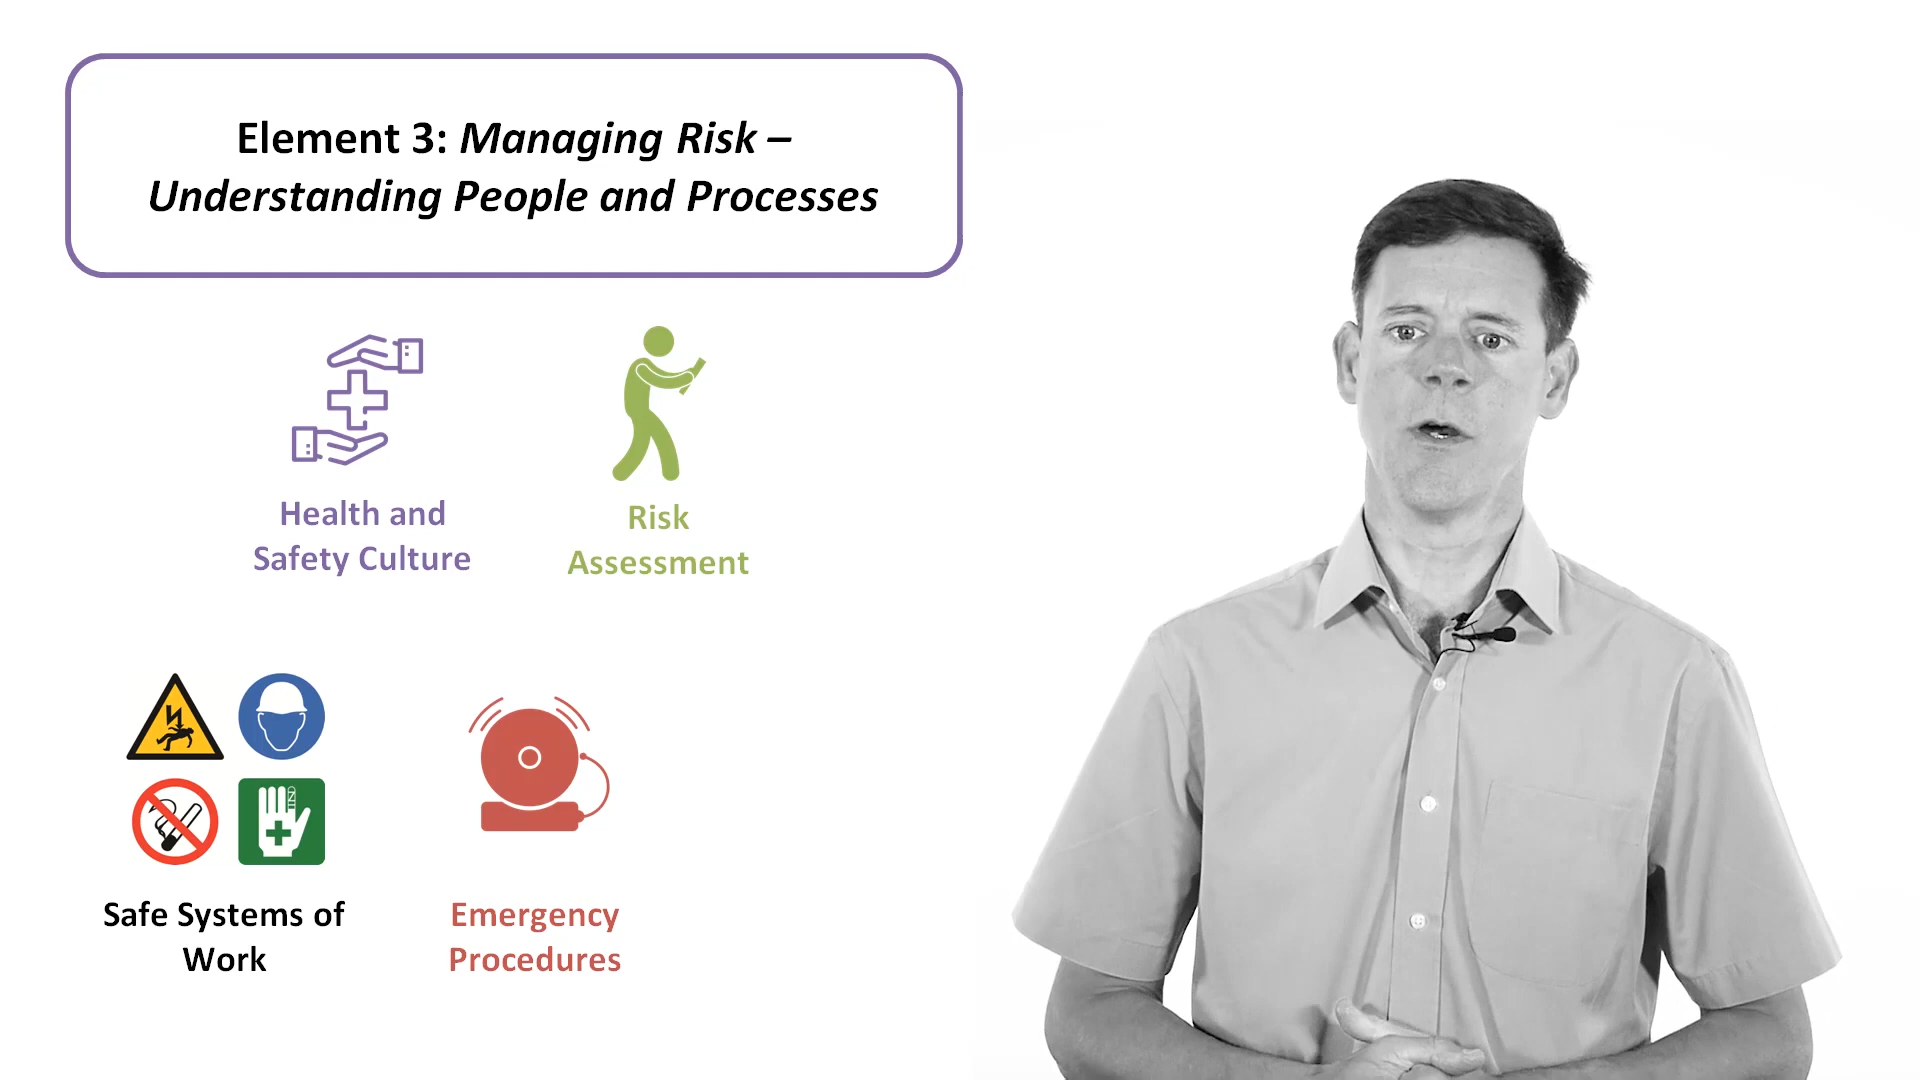 Element 3: Managing Risk –
Understanding People and Processes
Health and
Safety Culture
Risk
Assessment
Safe Systems of
Work
Emergency
Procedures